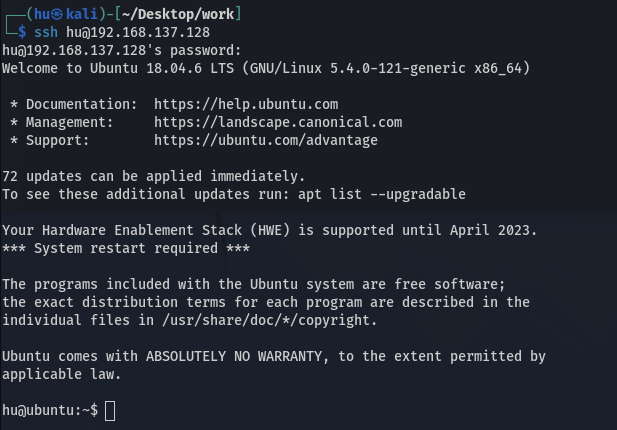 ┌──(hu㉿kali)-[~/Desktop/work]
└─$ ssh hu@192.168.137.128
hu@192.168.137.128's password:
Welcome to Ubuntu 18.04.6 LTS (GNU/Linux 5.4.0-121-generic x86_64)
* Documentation:  https://help.ubuntu.com
* Management:     https://landscape.canonical.com
* Support:        https://ubuntu.com/advantage
72 updates can be applied immediately.
To see these additional updates run: apt list --upgradable
Your Hardware Enablement Stack (HWE) is supported until April 2023.
*** System restart required ***
The programs included with the Ubuntu system are free software;
the exact distribution terms for each program are described in the
individual files in /usr/share/doc/*/copyright.
Ubuntu comes with ABSOLUTELY NO WARRANTY, to the extent permitted by
applicable law.
hu@ubuntu:~$